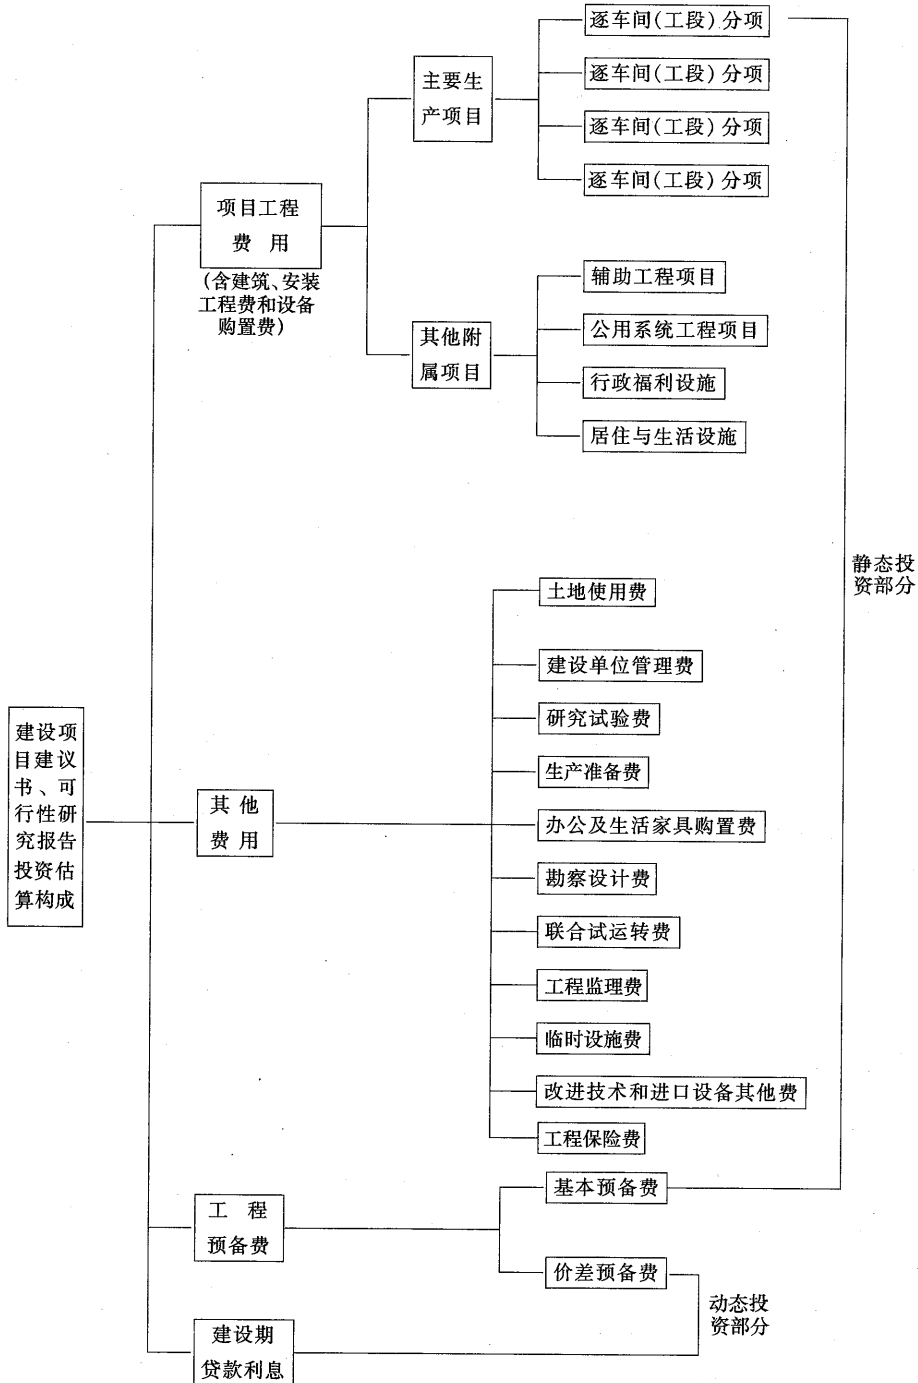 建设项
目建议
书、可
行性研
究报告
投资估
算构成
项目工程
费用
(含建筑、安装
工程费和设备
购置费)
主要生
产项目
逐车间(工段)分项
逐车间(工段)分项
逐车间(工段)分项
逐车间(工段)分项
其他附
属项目
辅助工程项目
公用系统工程项目
行政福利设施
居住与生活设施
其他
费用
土地使用费
建设单位管理费
研究试验费
生产准备费
办公及生活家具购置费
勘察设计费
联合试运转费
工程监理费
临时设施费
改进技术和进口设备其他费
工程保险费
工程
预备费
基本预备费
价差预备费
建设期
贷款利息
静态投
资部分
动态投
资部分